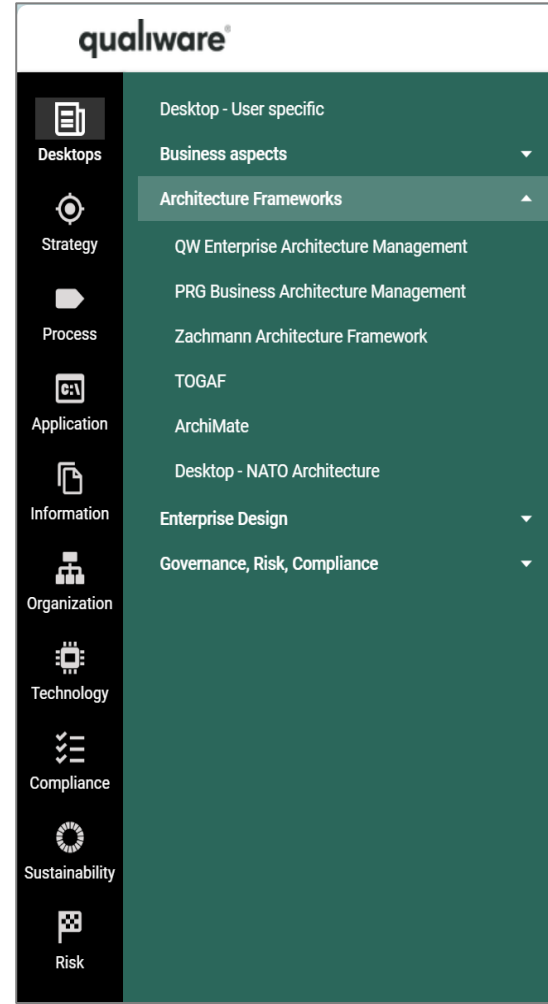 qualiware®
Desktops
Strategy
Process
C:\
Application
Information
Organization
Technology
Compliance
Sustainability
Risk
Desktop - User specific
Business aspects
Architecture Frameworks
QW Enterprise Architecture Management
PRG Business Architecture Management
Zachmann Architecture Framework
TOGAF
ArchiMate
Desktop - NATO Architecture
Enterprise Design
Governance, Risk, Compliance